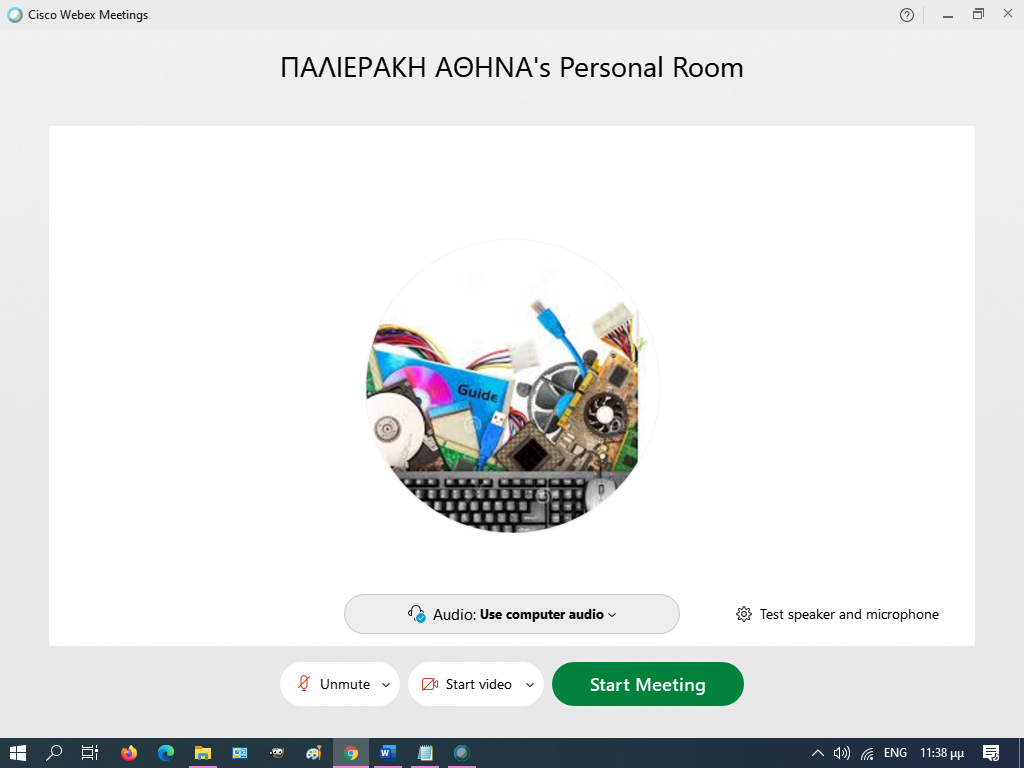 Cisco Webex Meetings
ΠΑΛΙΕΡΑΚΗ ΑΘΗΝΑ's Personal Room
Guide
Audio: Use computer audio
Test speaker and microphone
Unmute
Start video
Start Meeting
ENG
11:38 μμ